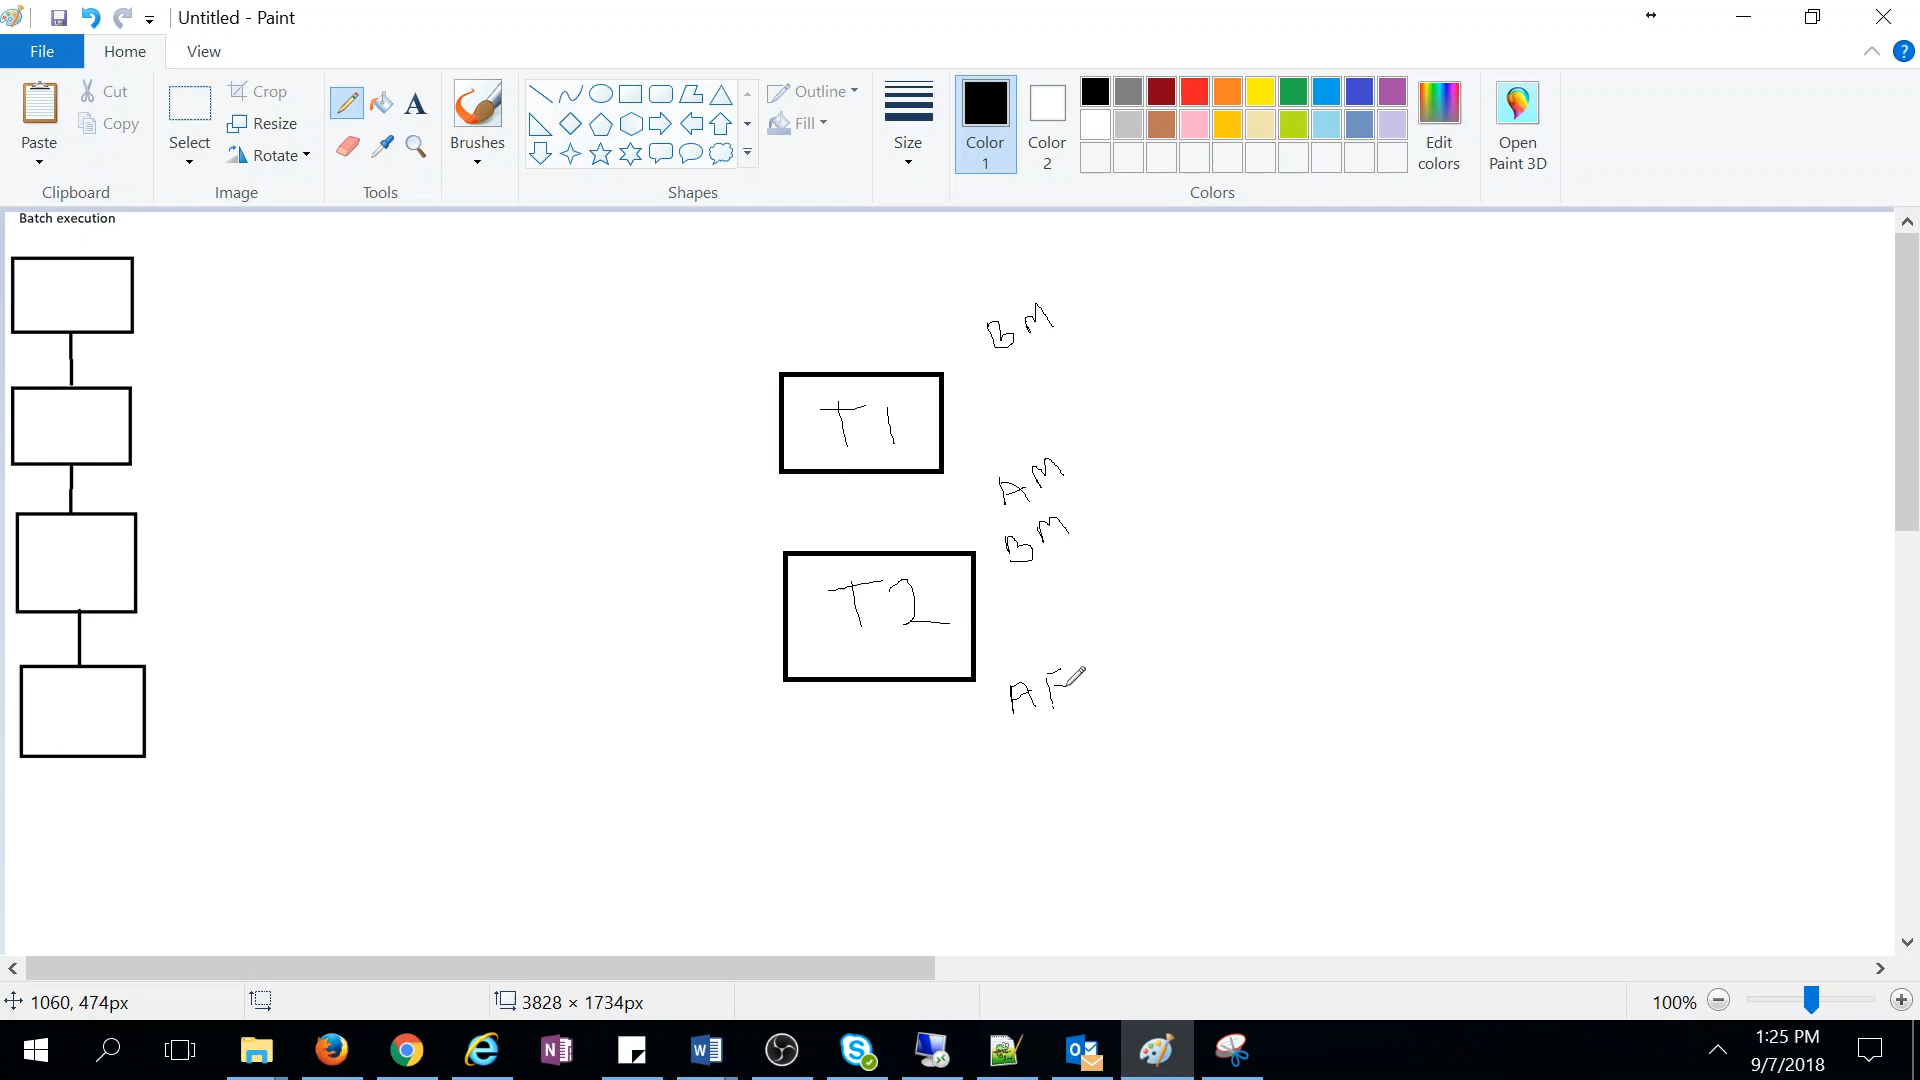 Untitled - Paint
File
Home
View
?
Paste
Cut
Copy
Clipboard
Select
Crop
Resize
Rotate
Image
A
Tools
Brushes
Shapes
Outline
Fill
Size
Color 1
Color 2
Colors
Edit colors
Open Paint 3D
Batch execution
BM
T1
AM
BM
T2
AF
1060, 474px
3828 × 1734px
100%
N
W
S
O
1:25 PM
9/7/2018